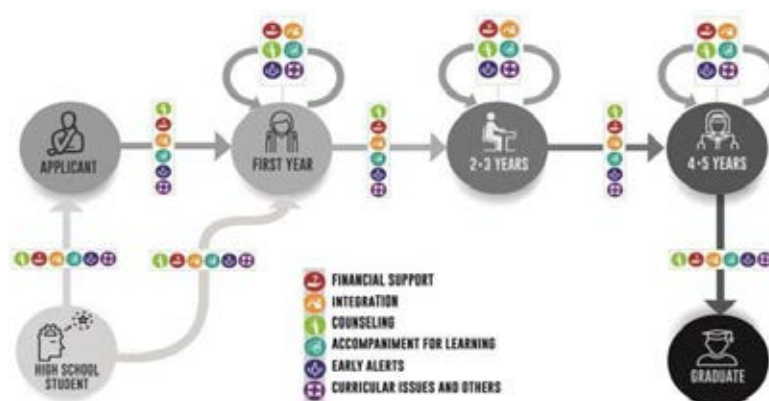 APPLICANT
FIRST YEAR
2+3 YEARS
4+5 YEARS
HIGH SCHOOL
STUDENT
FINANCIAL SUPPORT
INTEGRATION
COUNSELING
ACCOMPANIMENT FOR LEARNING
EARLY ALERTS
CURRICULAR ISSUES AND OTHERS
GRADUATE